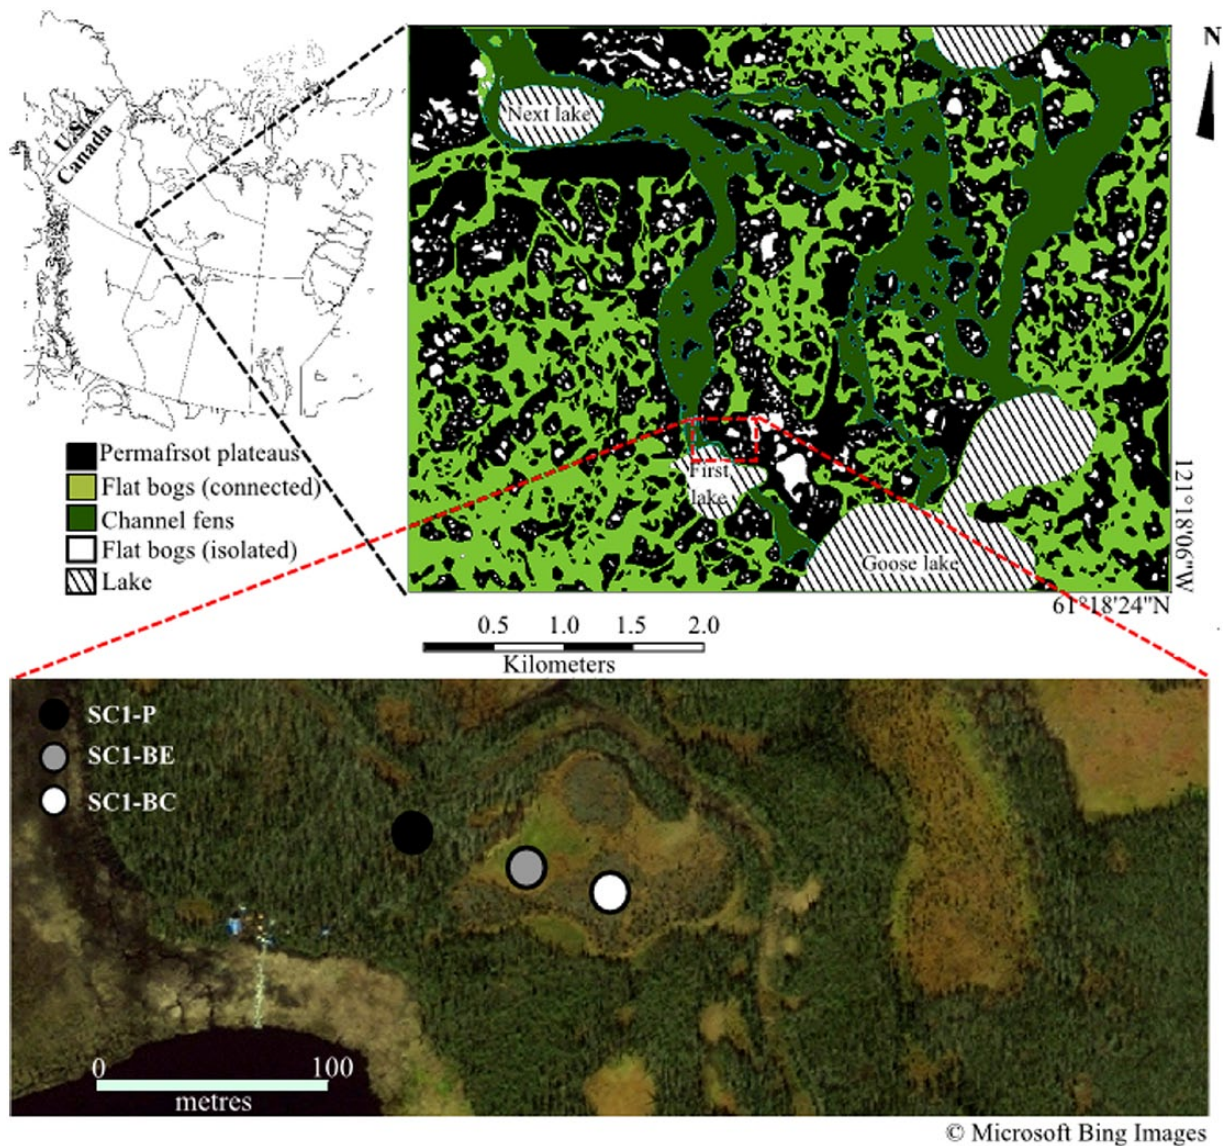 N
U.S.A
Canada
Next lake
Permafrsot plateaus
Flat bogs (connected)
Channel fens
Flat bogs (isolated)
Lake
First
lake
Goose lake
121°18'06"W
61°18'24"N
0.5 1.0 1.5 2.0
Kilometers
SC1-P
SC1-BE
SC1-BC
0 100
metres
© Microsoft Bing Images